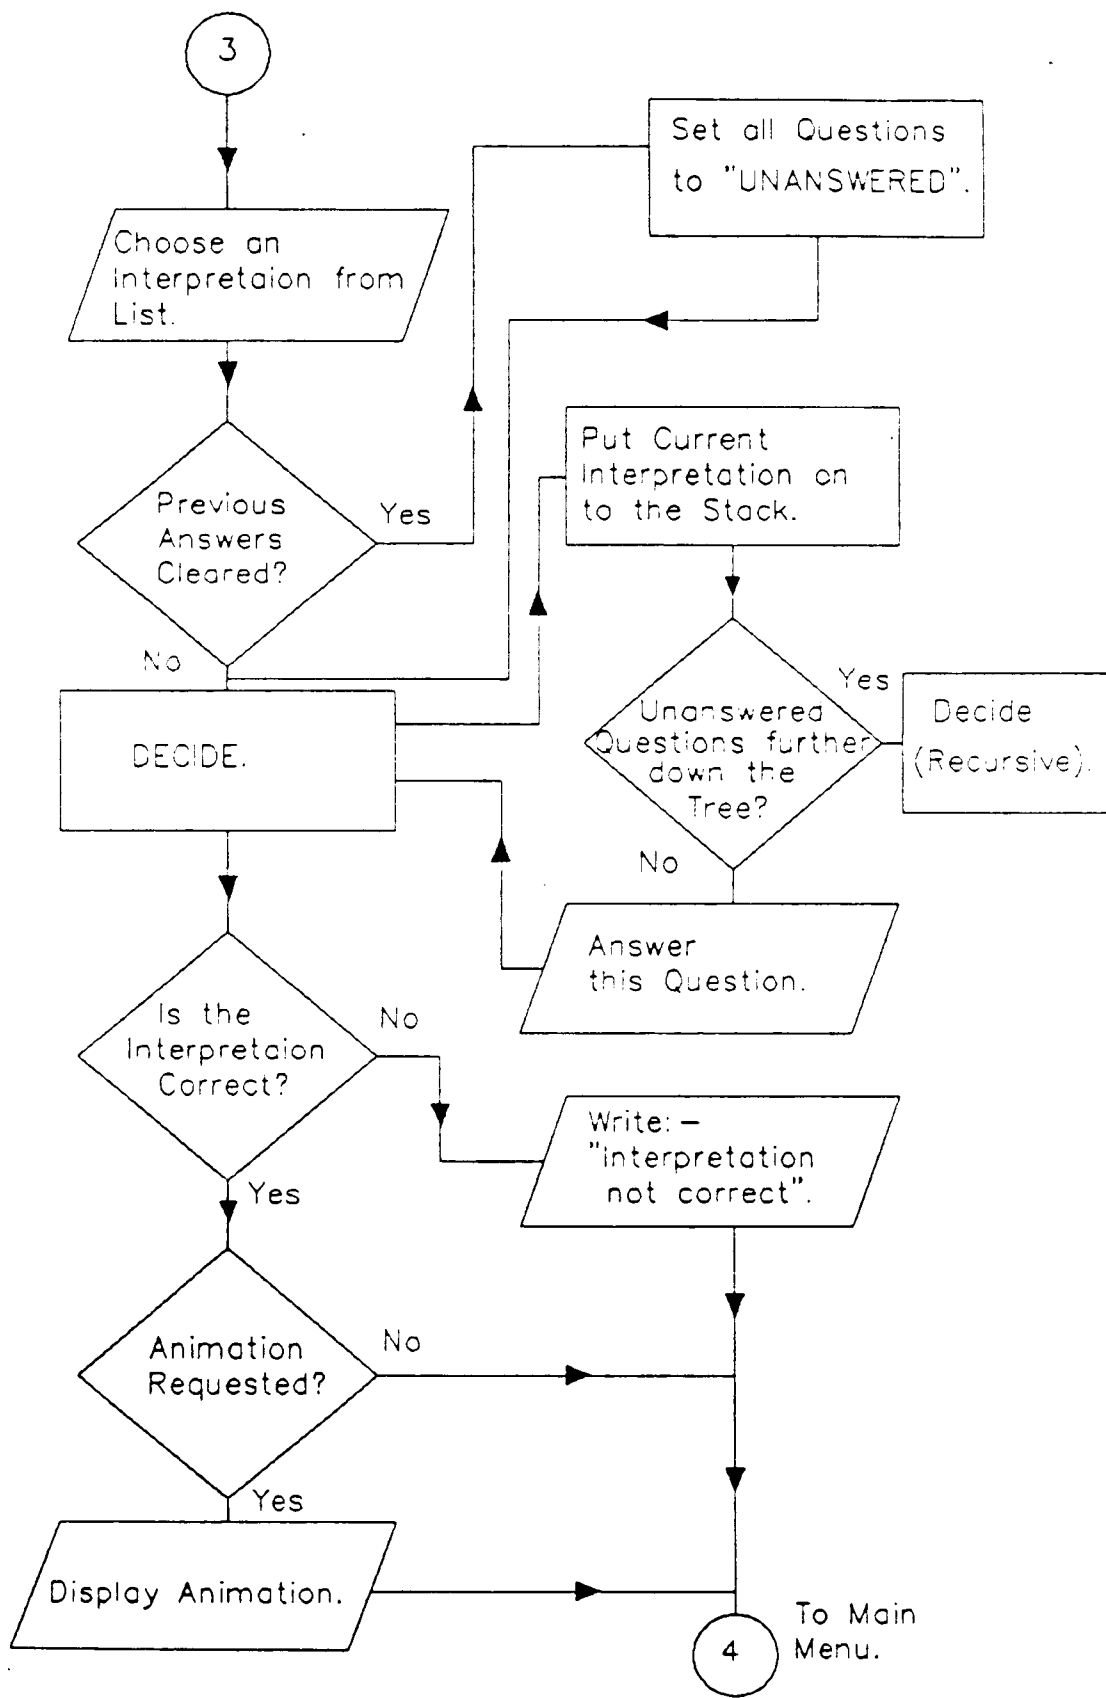 3
Set all Questions
to "UNANSWERED".
Choose an
Interpretaion from
List.
Put Current
Interpretation on
to the Stack.
Previous
Answers
Cleared?
Yes
No
DECIDE.
Unanswered
Questions further
down the
Tree?
Yes
Decide
(Recursive).
No
Answer
this Question.
Is the
Interpretaion
Correct?
No
Write:-
"Interpretation
not correct".
Yes
Animation
Requested?
No
Yes
Display Animation.
4
To Main
Menu.